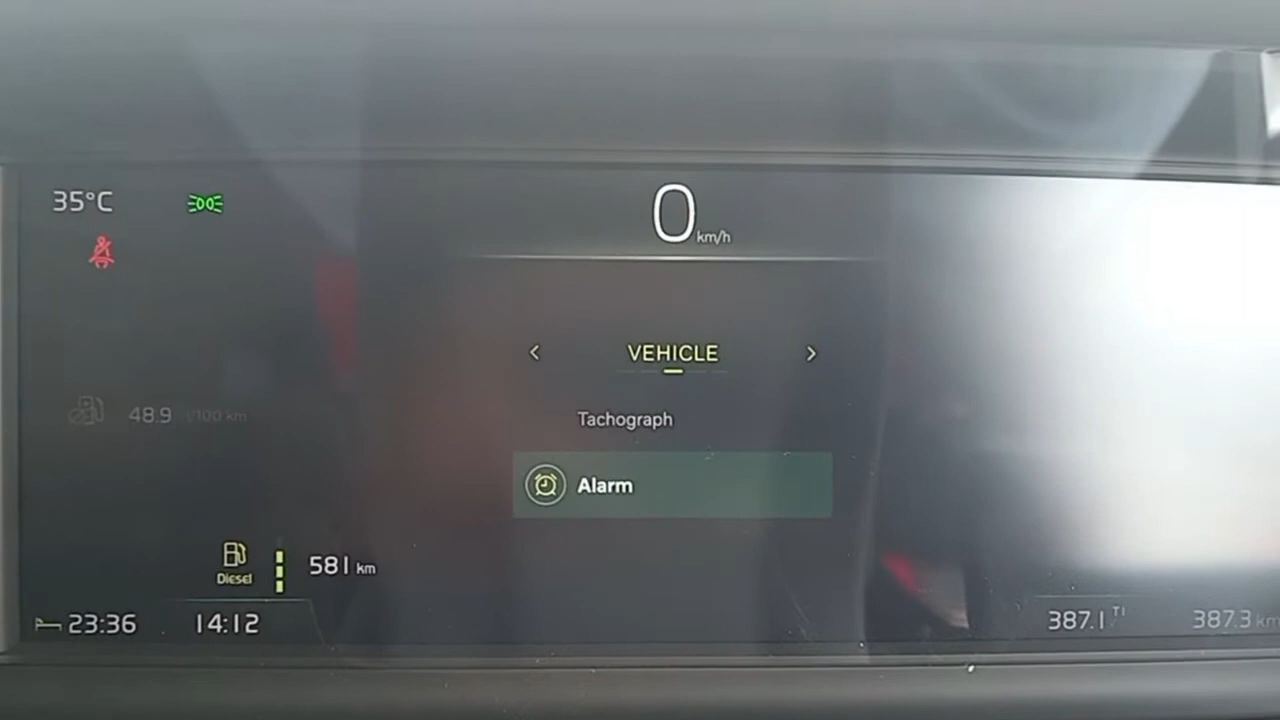 35°C
0 km/h
< VEHICLE >
Tachograph
48.9 l/100 km
Alarm
Diesel
581 km
23:36 14:12
387.1 T1 387.3 km